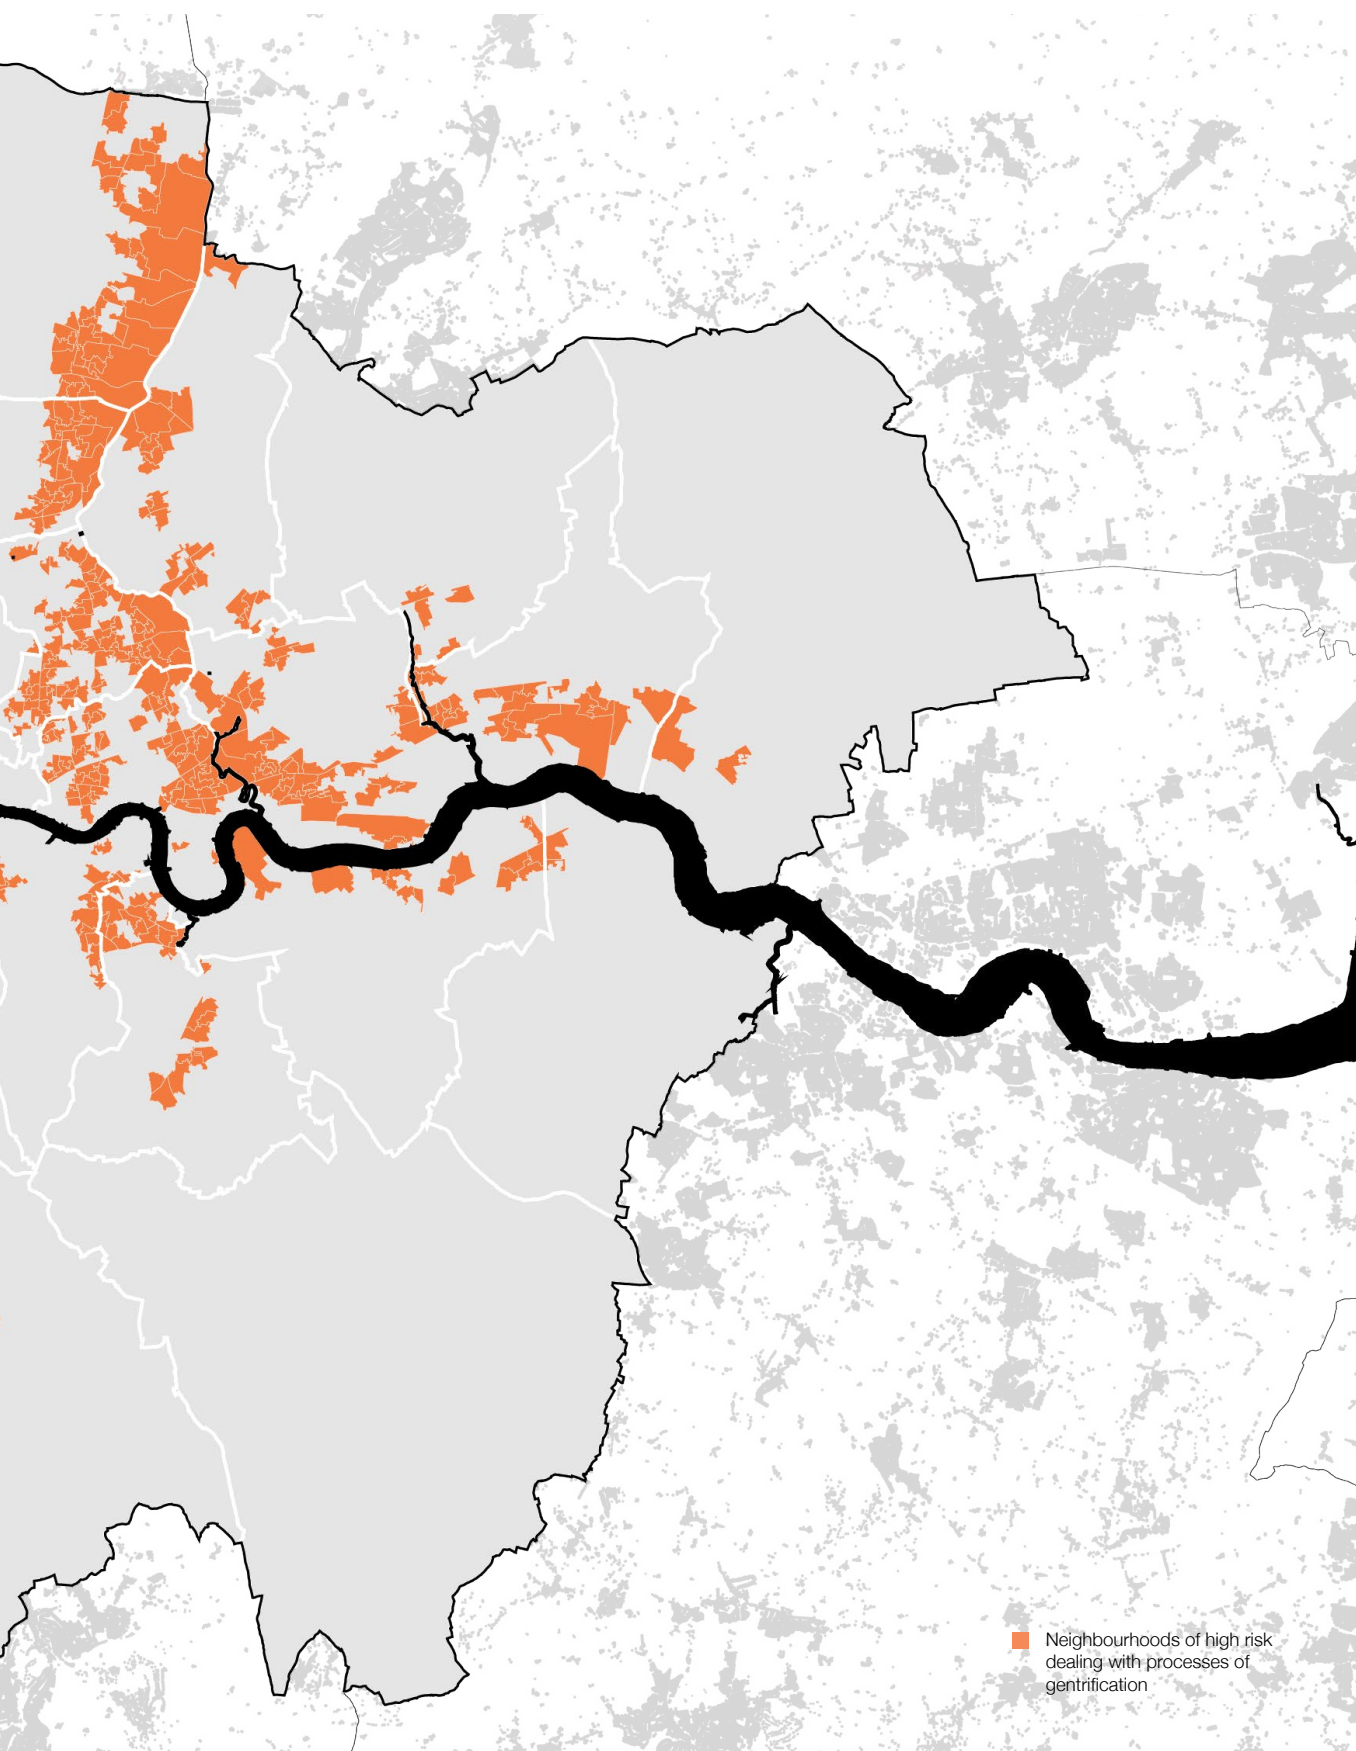 Neighbourhoods of high risk
dealing with processes of
gentrification